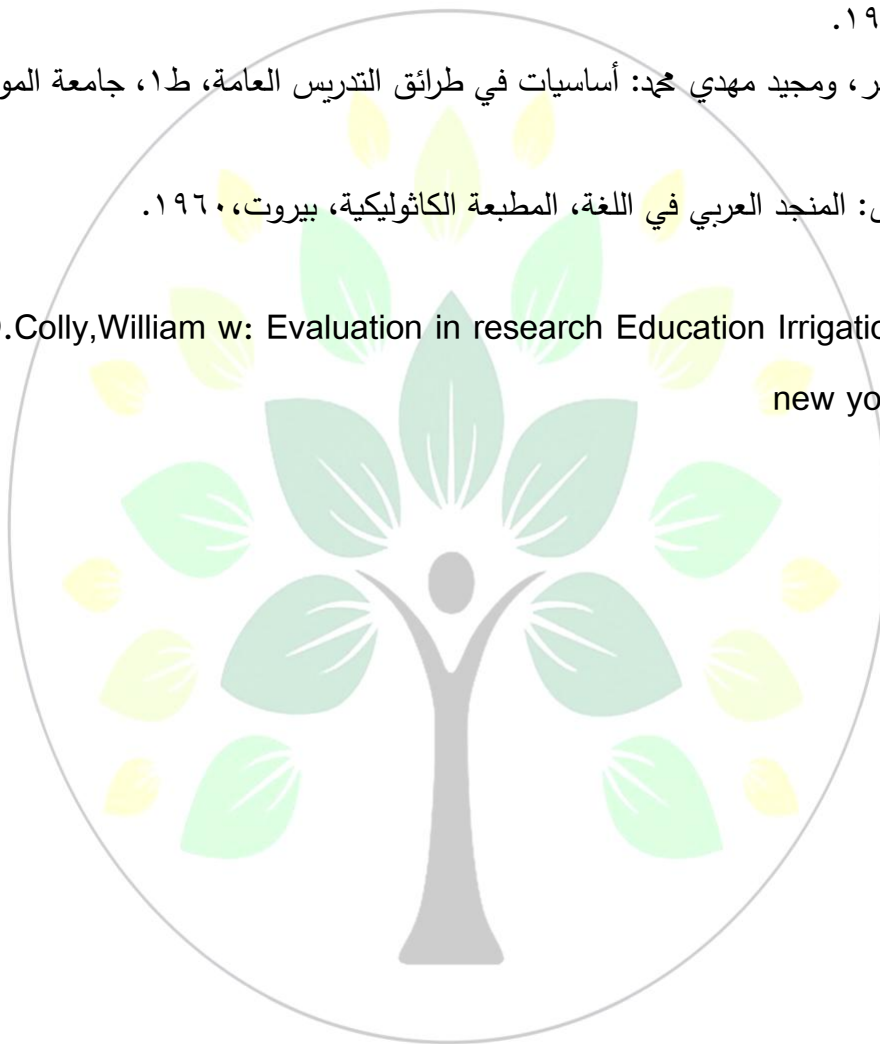 ١٩.
ر، ومجيد مهدي محمد: أساسيات في طرائق التدريس العامة، ط١، جامعة المو
: المنجد العربي في اللغة، المطبعة الكاثوليكية، بيروت،١٩٦٠.
.Colly,William w: Evaluation in research Education Irrigatio
new yo